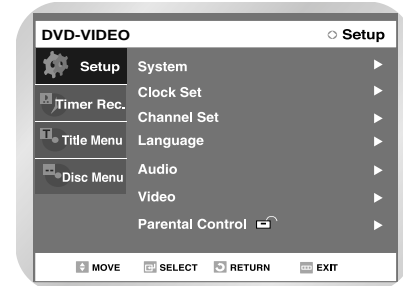 DVD-VIDEO Setup
Setup
Timer Rec.
Title Menu
Disc Menu
System
Clock Set
Channel Set
Language
Audio
Video
Parental Control
MOVE SELECT RETURN EXIT